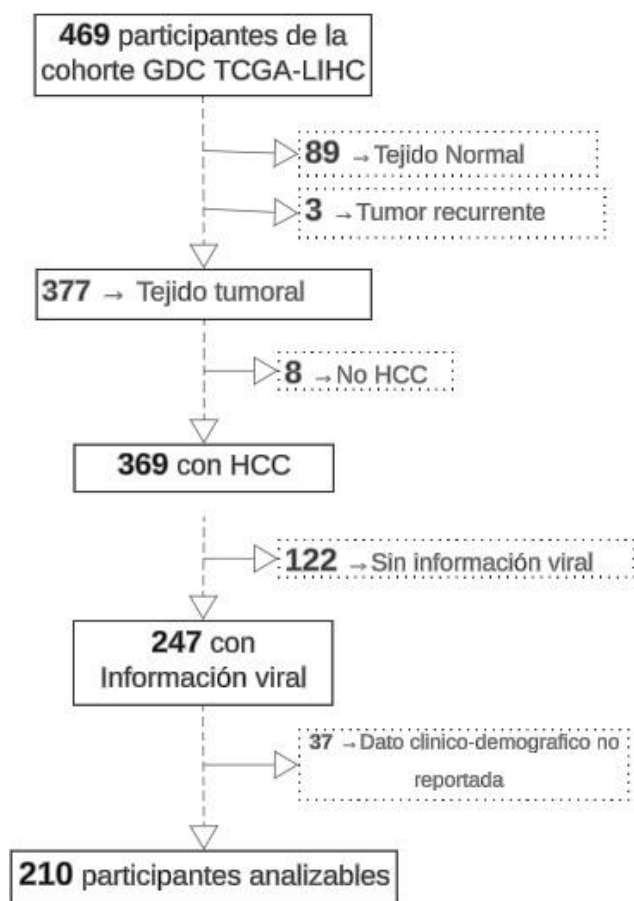 469 participantes de la
cohorte GDC TCGA-LIHC
89 → Tejido Normal
3 → Tumor recurrente
377 → Tejido tumoral
8 → No HCC
369 con HCC
122 → Sin información viral
247 con
Información viral
37 → Dato clinico-demografico no
reportada
210 participantes analizables